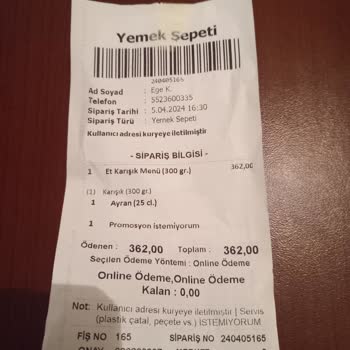 Yemek Sepeti
240405165
Ad Soyad : Ege K.
Telefon : 5523600335
Sipariş Tarihi : 5.04.2024 16:30
Sipariş Türü : Yemek Sepeti
Kullanıcı adresi kuryeye iletilmiştir
- SİPARİŞ BİLGİSİ -
1 Et Karışık Menü (300 gr.) 362,00
(1) Karışık (300 gr.)
1 Ayran (25 cl.)
1 Promosyon istemiyorum
Ödenen : 362,00 Toplam : 362,00
Seçilen Ödeme Yöntemi : Online Ödeme
Online Ödeme,Online Ödeme
Kalan : 0,00
Not: Kullanıcı adresi kuryeye iletilmiştir | Servis
(plastik çatal, peçete vs.) İSTEMİYORUM
FİŞ NO 165 SİPARİŞ NO 240405165